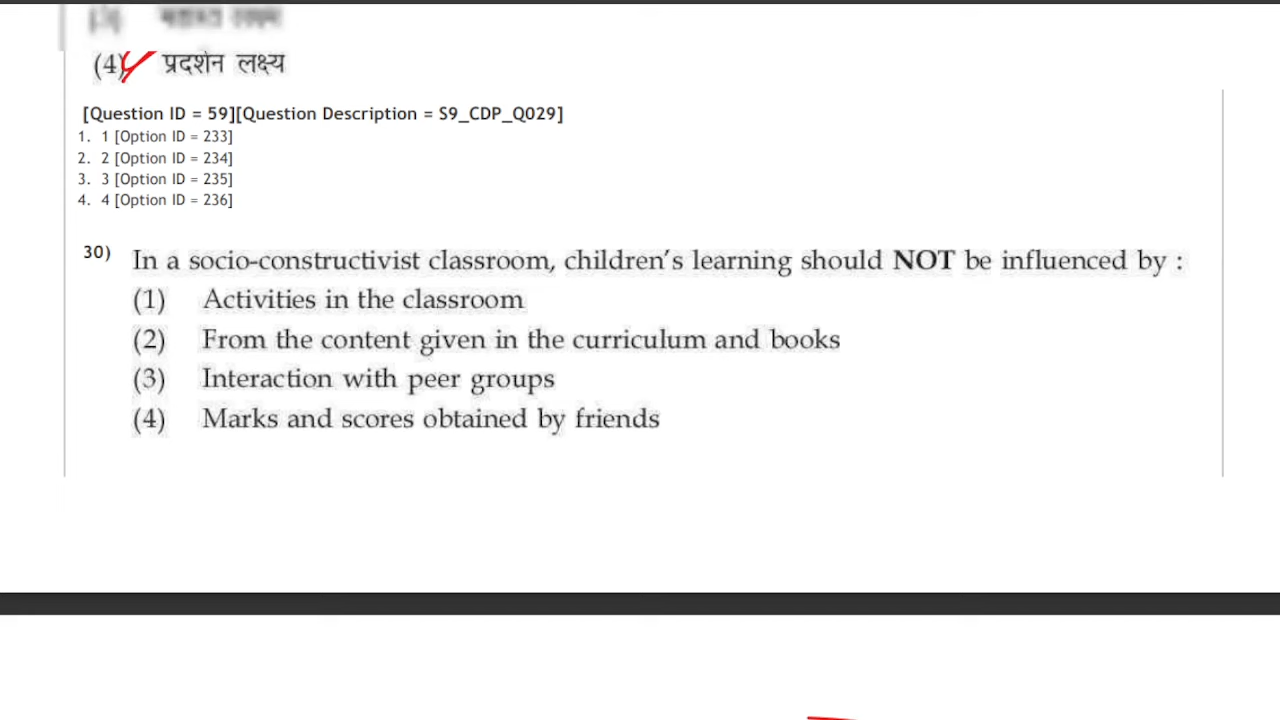 (4) प्रदर्शन लक्ष्य
[Question ID = 59][Question Description = S9_CDP_Q029]
1. 1 [Option ID = 233]
2. 2 [Option ID = 234]
3. 3 [Option ID = 235]
4. 4 [Option ID = 236]
30) In a socio-constructivist classroom, children's learning should NOT be influenced by :
(1) Activities in the classroom
(2) From the content given in the curriculum and books
(3) Interaction with peer groups
(4) Marks and scores obtained by friends